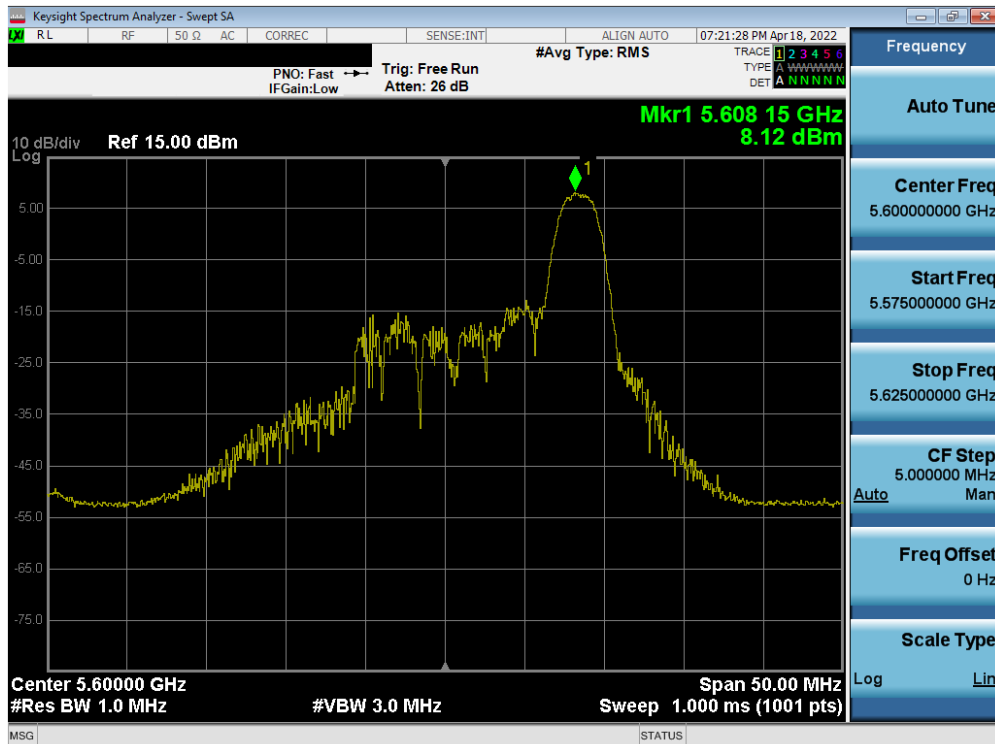 Keysight Spectrum Analyzer - Swept SA
LXI RL RF 50 Ω AC CORREC SENSE:INT ALIGN AUTO 07:21:28 PM Apr 18, 2022
#Avg Type: RMS TRACE 1 2 3 4 5 6
PNO: Fast Trig: Free Run TYPE A WWWWWW
IFGain:Low Atten: 26 dB DET A N N N N N
Mkr1 5.608 15 GHz
8.12 dBm
10 dB/div Ref 15.00 dBm
Log
1
5.00
-5.00
-15.0
-25.0
-35.0
-45.0
-55.0
-65.0
-75.0
Center 5.60000 GHz Span 50.00 MHz
#Res BW 1.0 MHz #VBW 3.0 MHz Sweep 1.000 ms (1001 pts)
MSG STATUS
Frequency
Auto Tune
Center Freq
5.600000000 GHz
Start Freq
5.575000000 GHz
Stop Freq
5.625000000 GHz
CF Step
5.000000 MHz
Auto Man
Freq Offset
0 Hz
Scale Type
Log Lin